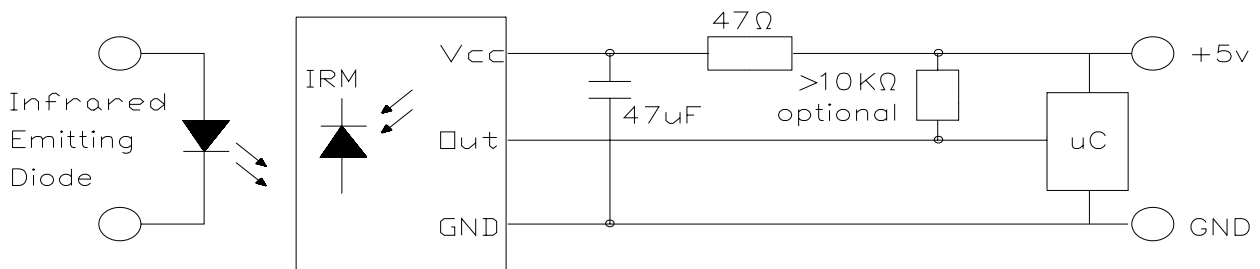 Infrared
Emitting
Diode
IRM
Vcc
Out
GND
47uF
47Ω
>10KΩ
optional
uC
+5v
GND